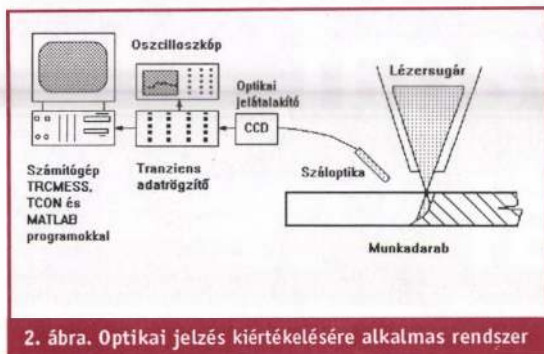 Oszcilloszkóp
Lézersugár
Optikai
jelátalakító
CCD
Száloptika
Számítógép
TRCMESS,
TCON és
MATLAB
programokkal
Tranziens
adatrögzítő
Munkadarab
2. ábra. Optikai jelzés kiértékelésére alkalmas rendszer